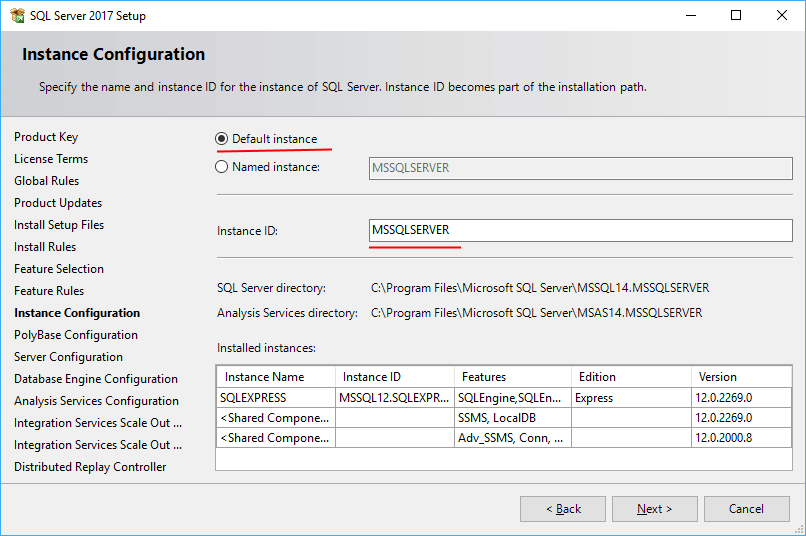 SQL Server 2017 Setup
Instance Configuration
Specify the name and instance ID for the instance of SQL Server. Instance ID becomes part of the installation path.
Product Key
License Terms
Global Rules
Product Updates
Install Setup Files
Install Rules
Feature Selection
Feature Rules
Instance Configuration
PolyBase Configuration
Server Configuration
Database Engine Configuration
Analysis Services Configuration
Integration Services Scale Out ...
Integration Services Scale Out ...
Distributed Replay Controller
Default instance
Named instance: MSSQLSERVER
Instance ID: MSSQLSERVER
SQL Server directory: C:\Program Files\Microsoft SQL Server\MSSQL14.MSSQLSERVER
Analysis Services directory: C:\Program Files\Microsoft SQL Server\MSAS14.MSSQLSERVER
Installed instances:
Instance Name Instance ID Features Edition Version
SQLEXPRESS MSSQL12.SQLEXPR... SQLEngine,SQLEn... Express 12.0.2269.0
<Shared Compone... SSMS, LocalDB 12.0.2269.0
<Shared Compone... Adv_SSMS, Conn, ... 12.0.2000.8
< Back Next > Cancel